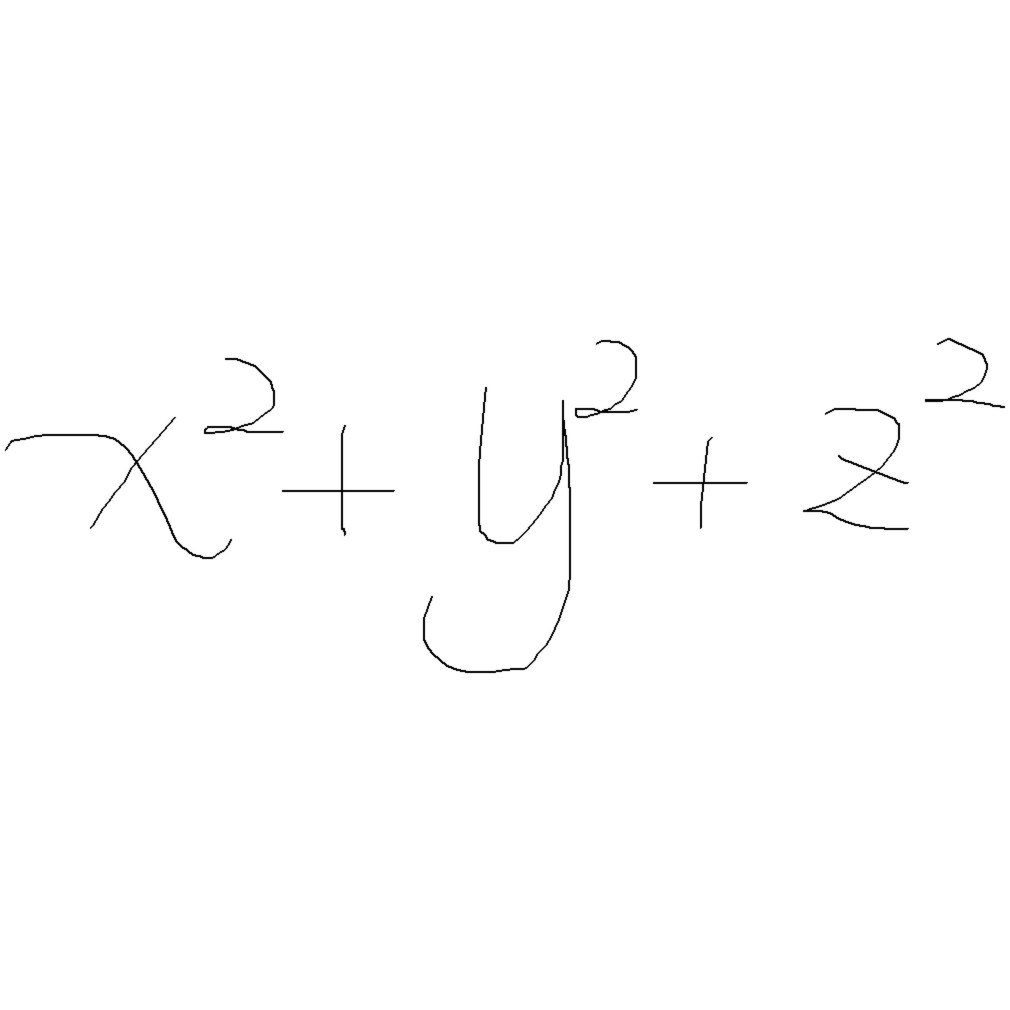 x² + y² + z²